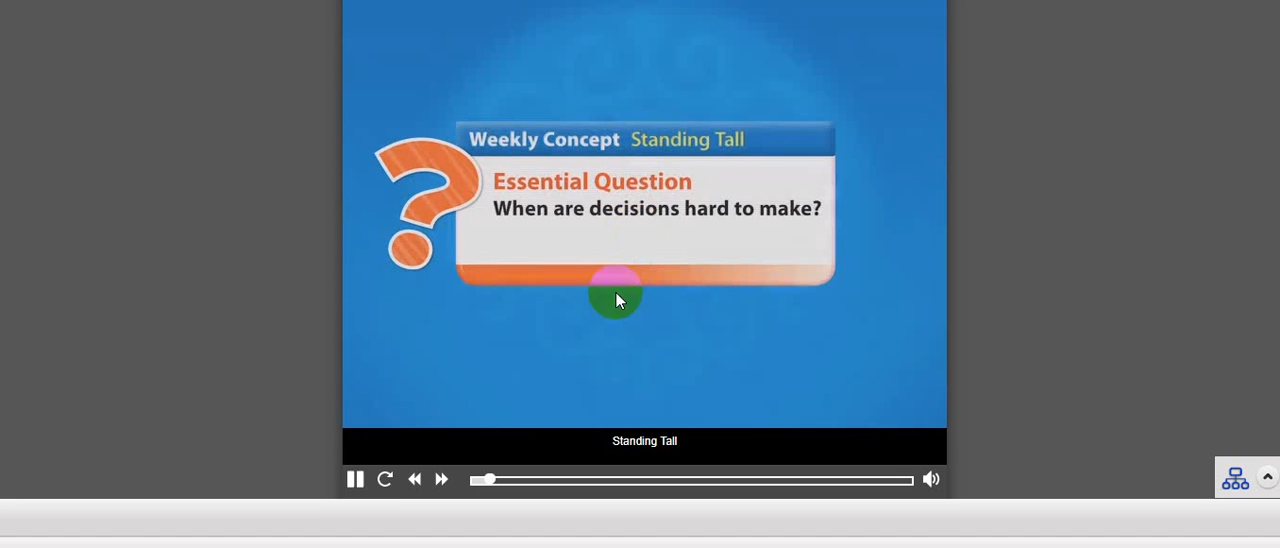 Weekly Concept Standing Tall
Essential Question
When are decisions hard to make?
Standing Tall